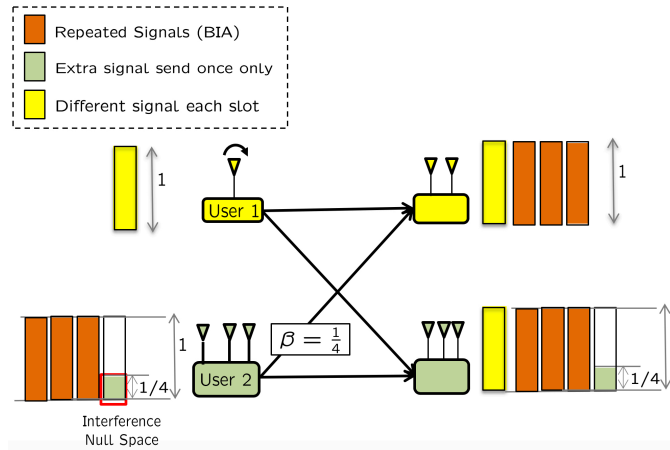 Repeated Signals (BIA)
Extra signal send once only
Different signal each slot
1
User 1
1
β = 1/4
1
1/4
User 2
1/4
Interference
Null Space